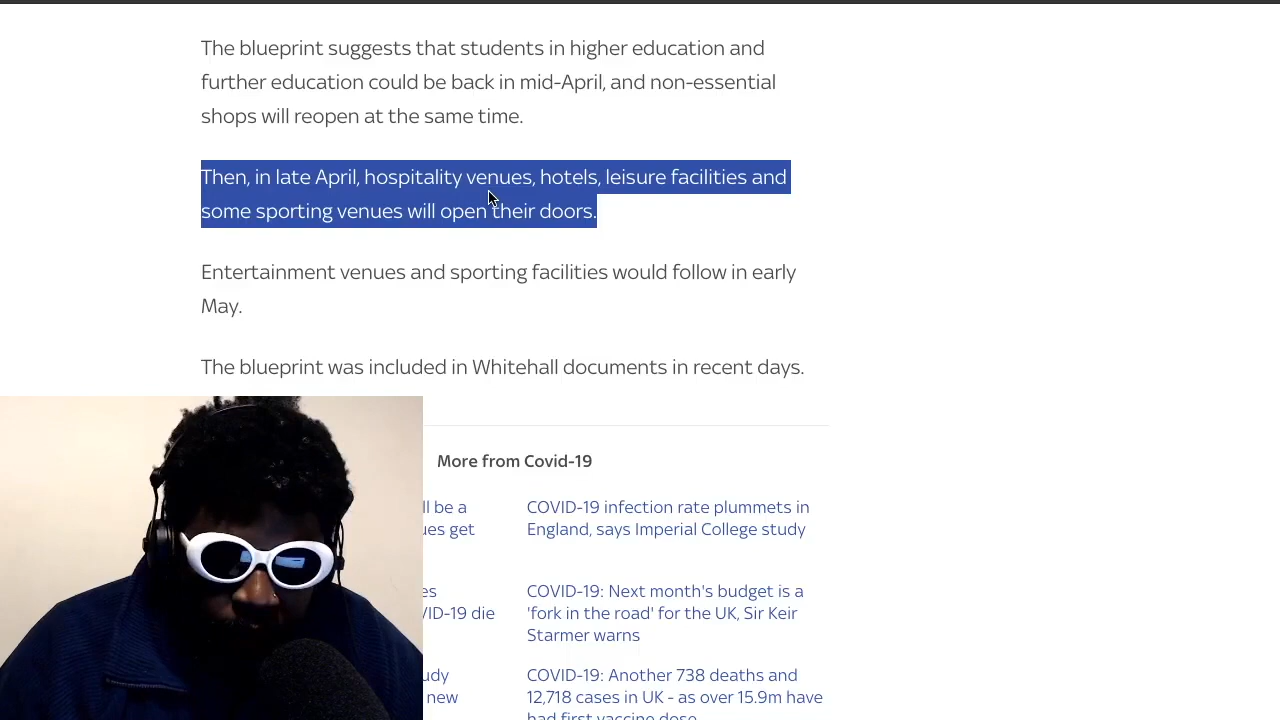 The blueprint suggests that students in higher education and
further education could be back in mid-April, and non-essential
shops will reopen at the same time.
Then, in late April, hospitality venues, hotels, leisure facilities and
some sporting venues will open their doors.
Entertainment venues and sporting facilities would follow in early
May.
The blueprint was included in Whitehall documents in recent days.
More from Covid-19
ll be a
ues get
COVID-19 infection rate plummets in
England, says Imperial College study
es
VID-19 die
COVID-19: Next month's budget is a
'fork in the road' for the UK, Sir Keir
Starmer warns
udy
new
COVID-19: Another 738 deaths and
12,718 cases in UK - as over 15.9m have
had first vaccine dose